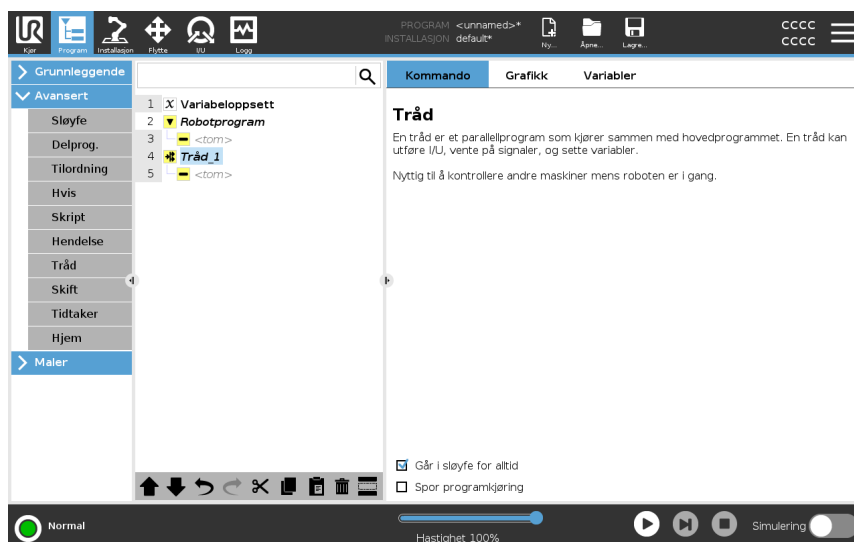 UR
PROGRAM <unnamed>*
INSTALLASJON default*
CCCC
CCCC
Kjør
Program
Installasjon
Flytte
I/U
Logg
Ny...
Åpne...
Lagre...
Grunnleggende
Avansert
Sløyfe
Delprog.
Tilordning
Hvis
Skript
Hendelse
Tråd
Skift
Tidtaker
Hjem
Maler
1 X Variabeloppsett
2 Robotprogram
3 <tom>
4 Tråd_1
5 <tom>
Kommando
Grafikk
Variabler
Tråd
En tråd er et parallellprogram som kjører sammen med hovedprogrammet. En tråd kan
utføre I/U, vente på signaler, og sette variabler.
Nyttig til å kontrollere andre maskiner mens roboten er i gang.
Går i sløyfe for alltid
Spor programkjøring
Normal
Hastighet 100%
Simulering